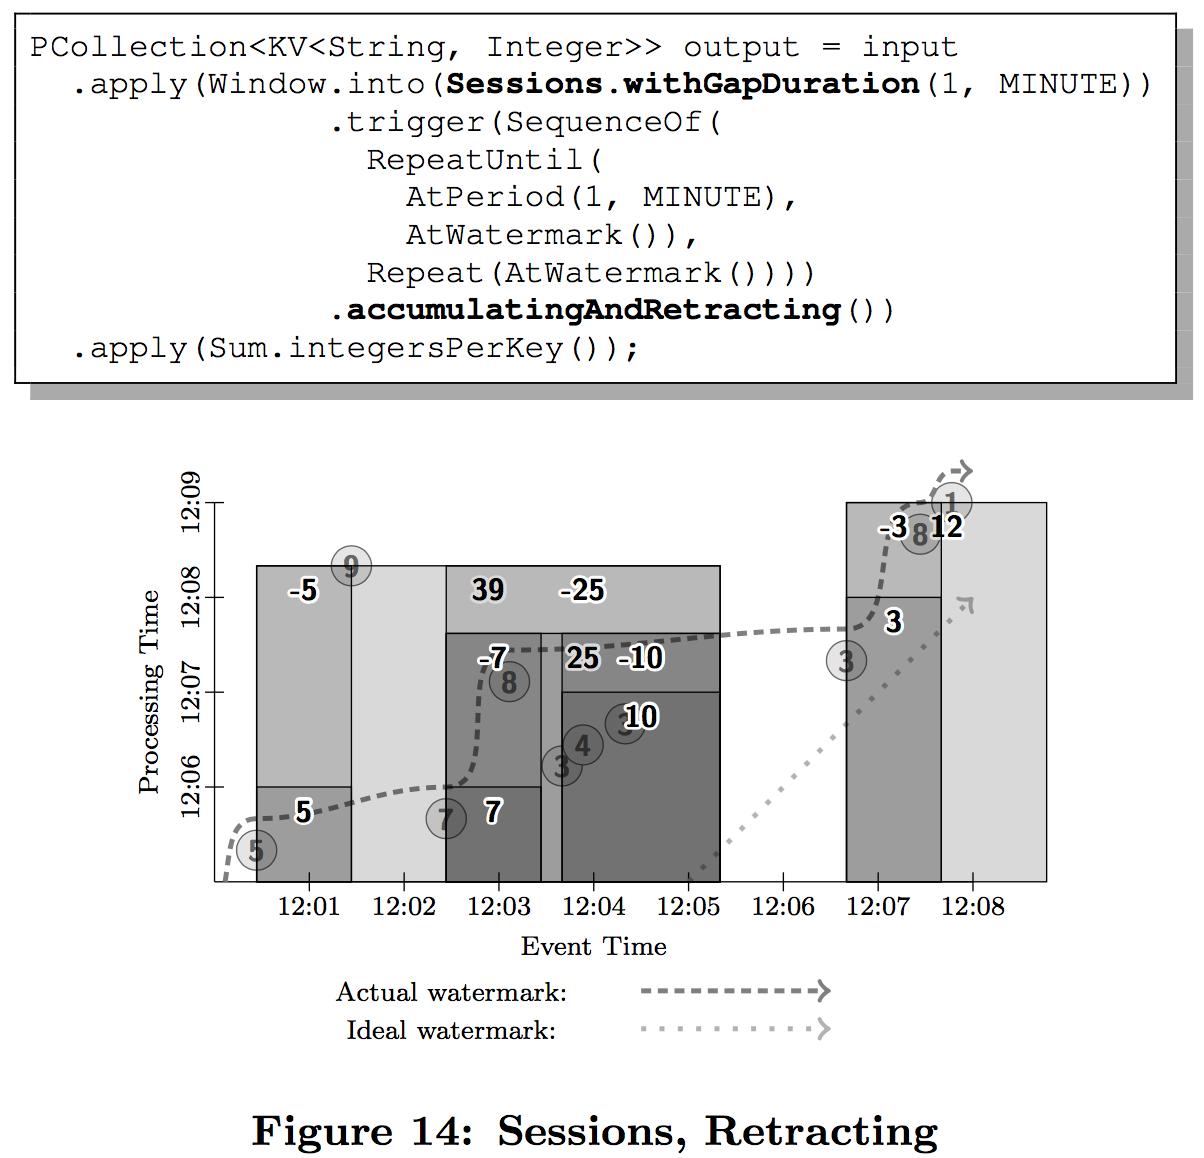 PCollection<KV<String, Integer>> output = input
.apply(Window.into(Sessions.withGapDuration(1, MINUTE))
.trigger(SequenceOf(
RepeatUntil(
AtPeriod(1, MINUTE),
AtWatermark()),
Repeat(AtWatermark())))
.accumulatingAndRetracting())
.apply(Sum.integersPerKey());
Processing Time
12:09
12:08
12:07
12:06
1
-3 8 12
9
-5 39 -25
3
-7 25 -10
3
8
3 10
4
3
5 7 7
5
12:01 12:02 12:03 12:04 12:05 12:06 12:07 12:08
Event Time
Actual watermark:
Ideal watermark:
Figure 14: Sessions, Retracting